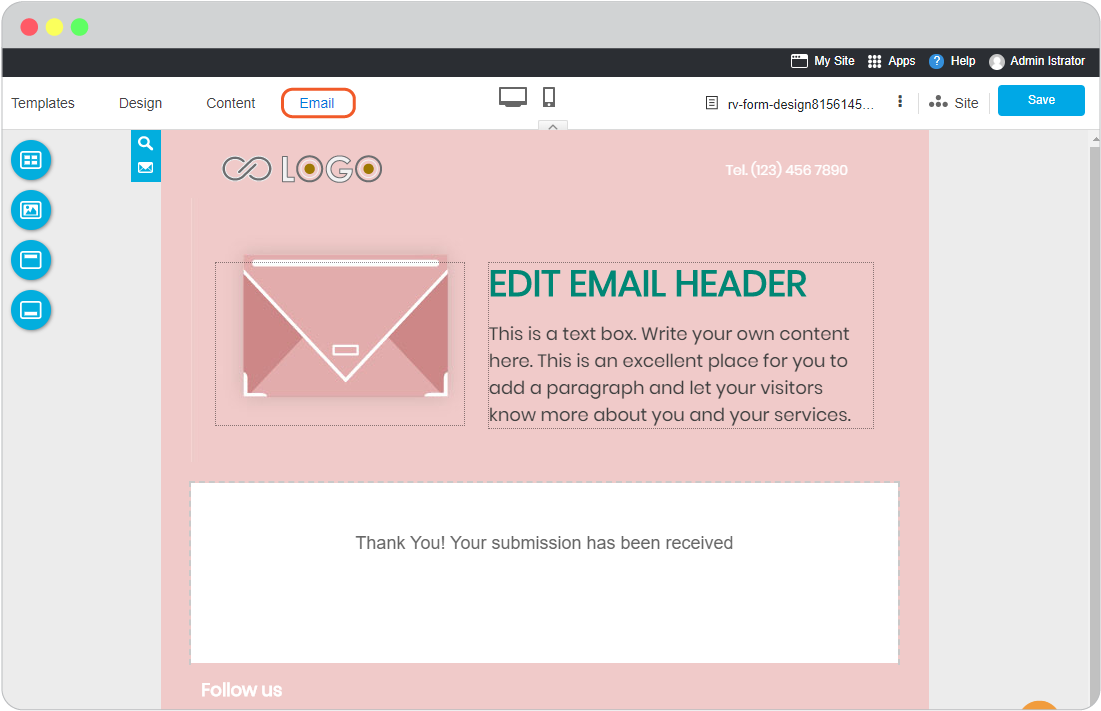 My Site Apps ? Help Admin Istrator
Templates Design Content Email rv-form-design8156145... Site Save
LOGO Tel. (123) 456 7890
EDIT EMAIL HEADER
This is a text box. Write your own content
here. This is an excellent place for you to
add a paragraph and let your visitors
know more about you and your services.
Thank You! Your submission has been received
Follow us